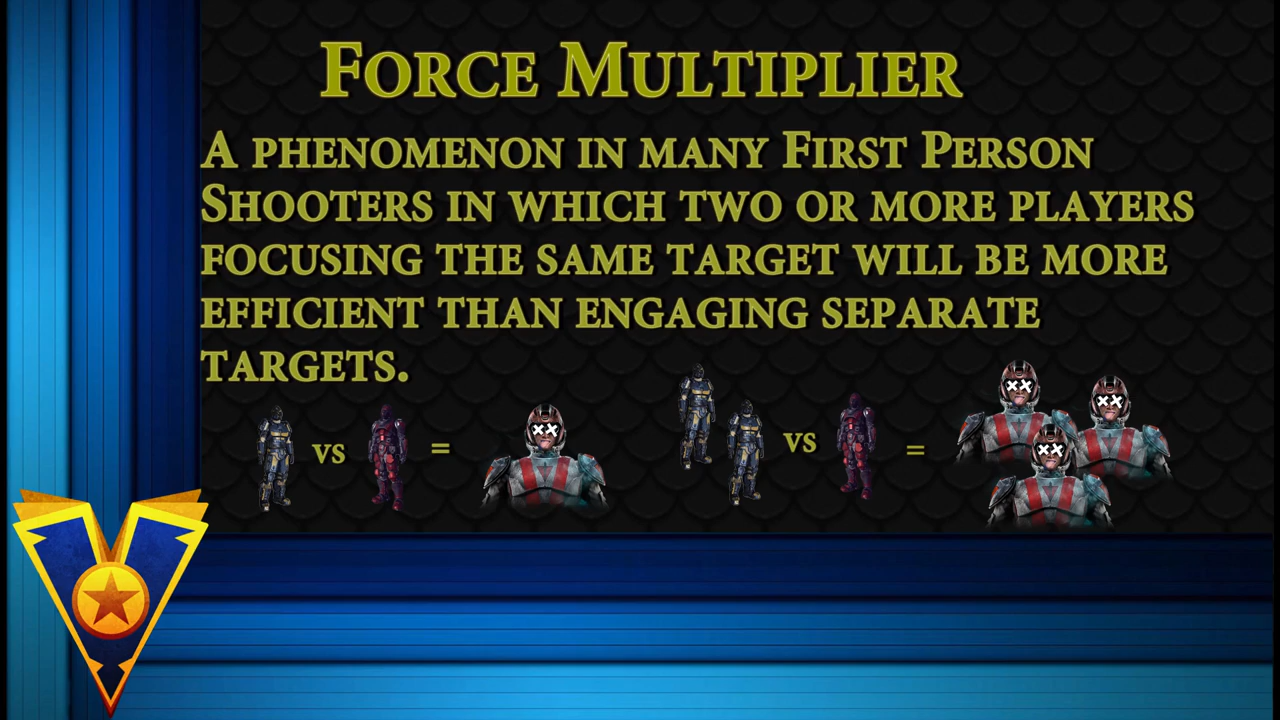 Force Multiplier
A phenomenon in many First Person
Shooters in which two or more players
focusing the same target will be more
efficient than engaging separate
targets.
vs = vs =